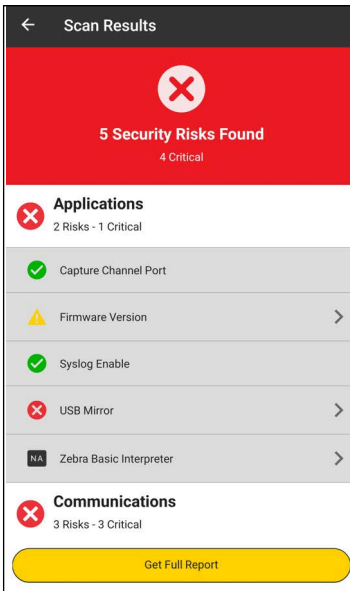 Scan Results
5 Security Risks Found
4 Critical
Applications
2 Risks - 1 Critical
Capture Channel Port
Firmware Version
Syslog Enable
USB Mirror
NA Zebra Basic Interpreter
Communications
3 Risks - 3 Critical
Get Full Report